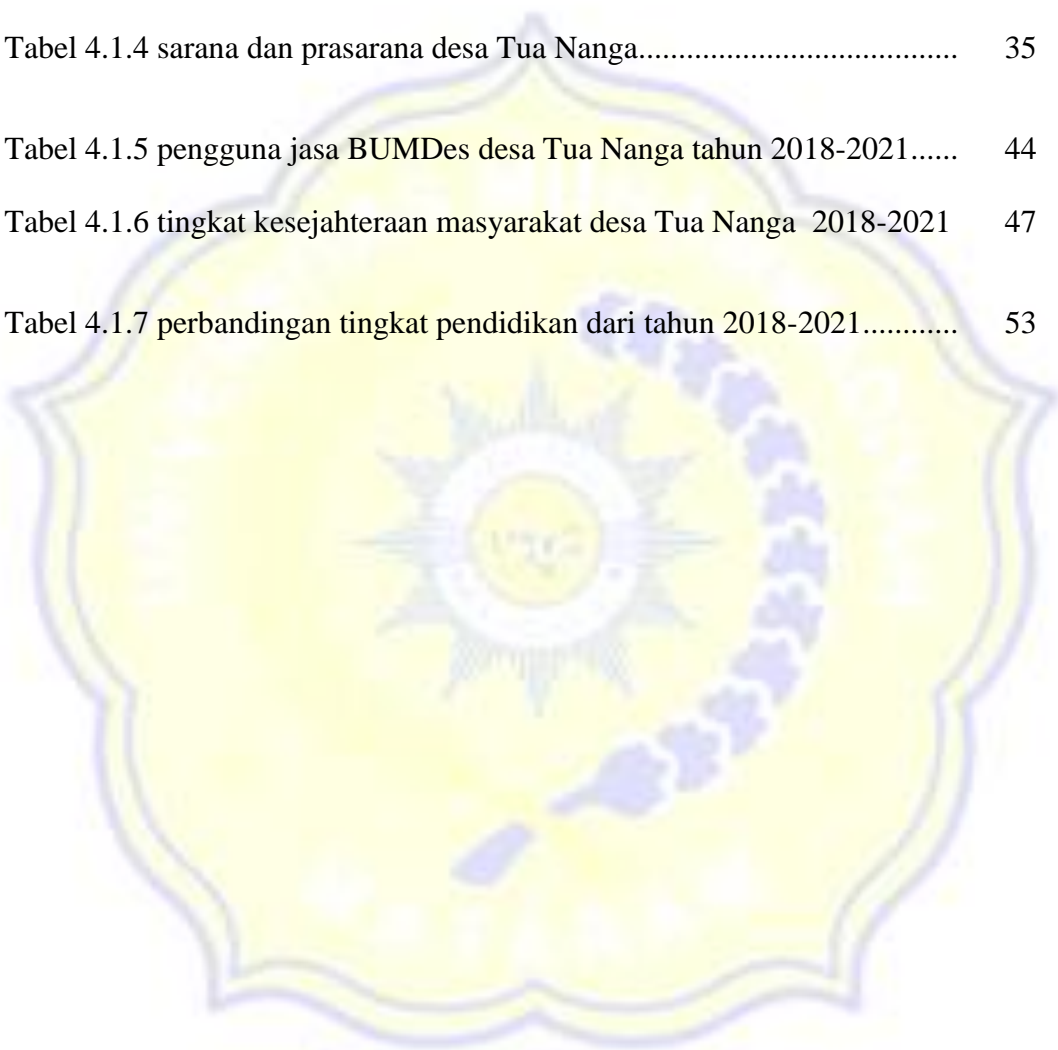 Tabel 4.1.4 sarana dan prasarana desa Tua Nanga....................................... 35
Tabel 4.1.5 pengguna jasa BUMDes desa Tua Nanga tahun 2018-2021...... 44
Tabel 4.1.6 tingkat kesejahteraan masyarakat desa Tua Nanga  2018-2021 47
Tabel 4.1.7 perbandingan tingkat pendidikan dari tahun 2018-2021............ 53